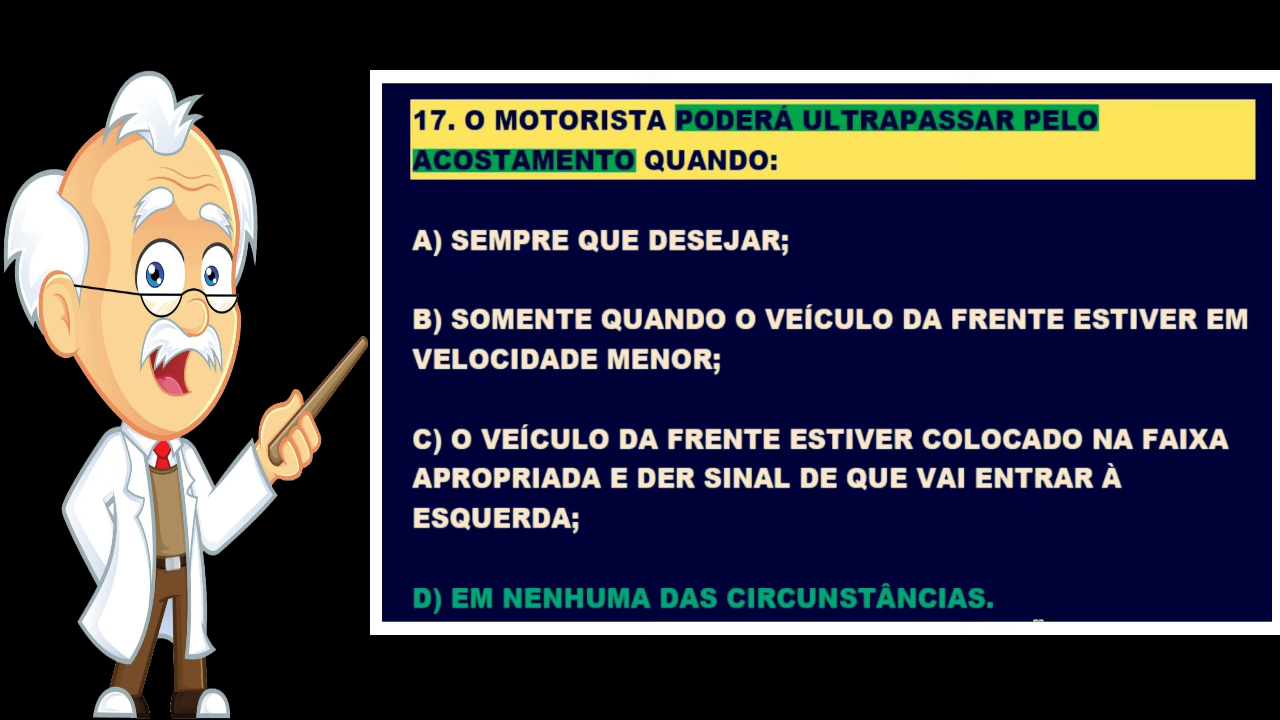 17. O MOTORISTA PODERÁ ULTRAPASSAR PELO
ACOSTAMENTO QUANDO:
A) SEMPRE QUE DESEJAR;
B) SOMENTE QUANDO O VEÍCULO DA FRENTE ESTIVER EM
VELOCIDADE MENOR;
C) O VEÍCULO DA FRENTE ESTIVER COLOCADO NA FAIXA
APROPRIADA E DER SINAL DE QUE VAI ENTRAR À
ESQUERDA;
D) EM NENHUMA DAS CIRCUNSTÂNCIAS.